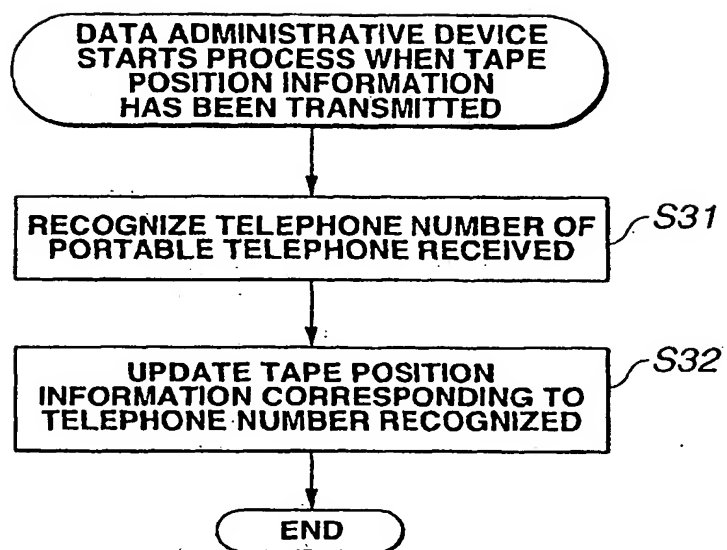 DATA ADMINISTRATIVE DEVICE
STARTS PROCESS WHEN TAPE
POSITION INFORMATION
HAS BEEN TRANSMITTED
RECOGNIZE TELEPHONE NUMBER OF
PORTABLE TELEPHONE RECEIVED
S31
UPDATE TAPE POSITION
INFORMATION CORRESPONDING TO
TELEPHONE NUMBER RECOGNIZED
S32
END